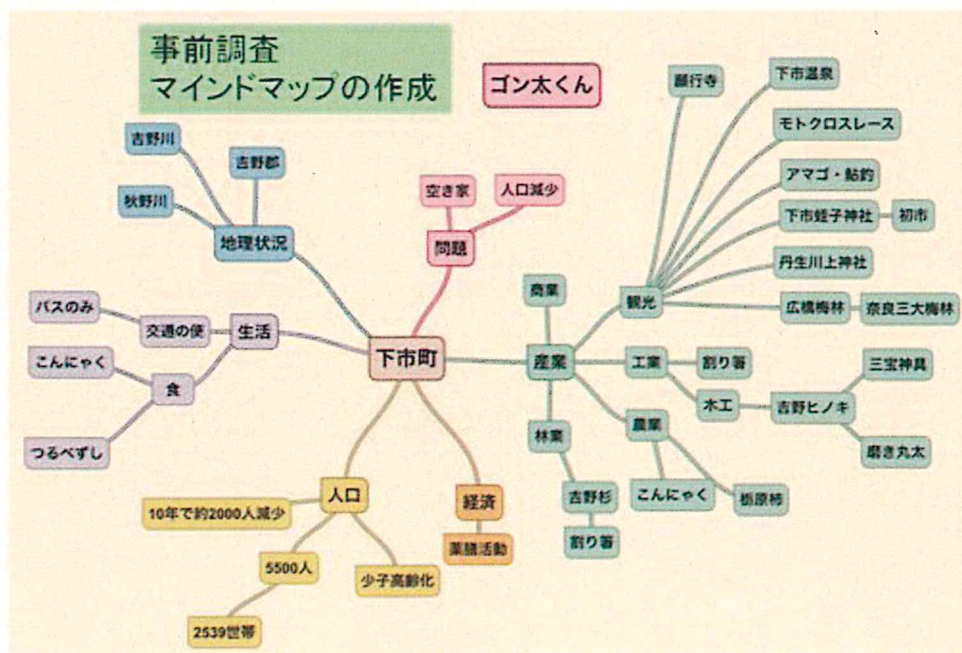 事前調査
マインドマップの作成
ゴン太くん
願行寺
下市温泉
モトクロスレース
アマゴ・鮎釣
下市蛭子神社
初市
丹生川上神社
広橋梅林
奈良三大梅林
観光
吉野川
吉野郡
秋野川
地理状況
空き家
人口減少
問題
商業
バスのみ
交通の便
生活
こんにゃく
食
つるべずし
下市町
産業
工業
割り箸
木工
吉野ヒノキ
三宝神具
磨き丸太
林業
農業
吉野杉
割り箸
こんにゃく
栃原柿
人口
10年で約2000人減少
5500人
2539世帯
少子高齢化
経済
薬膳活動